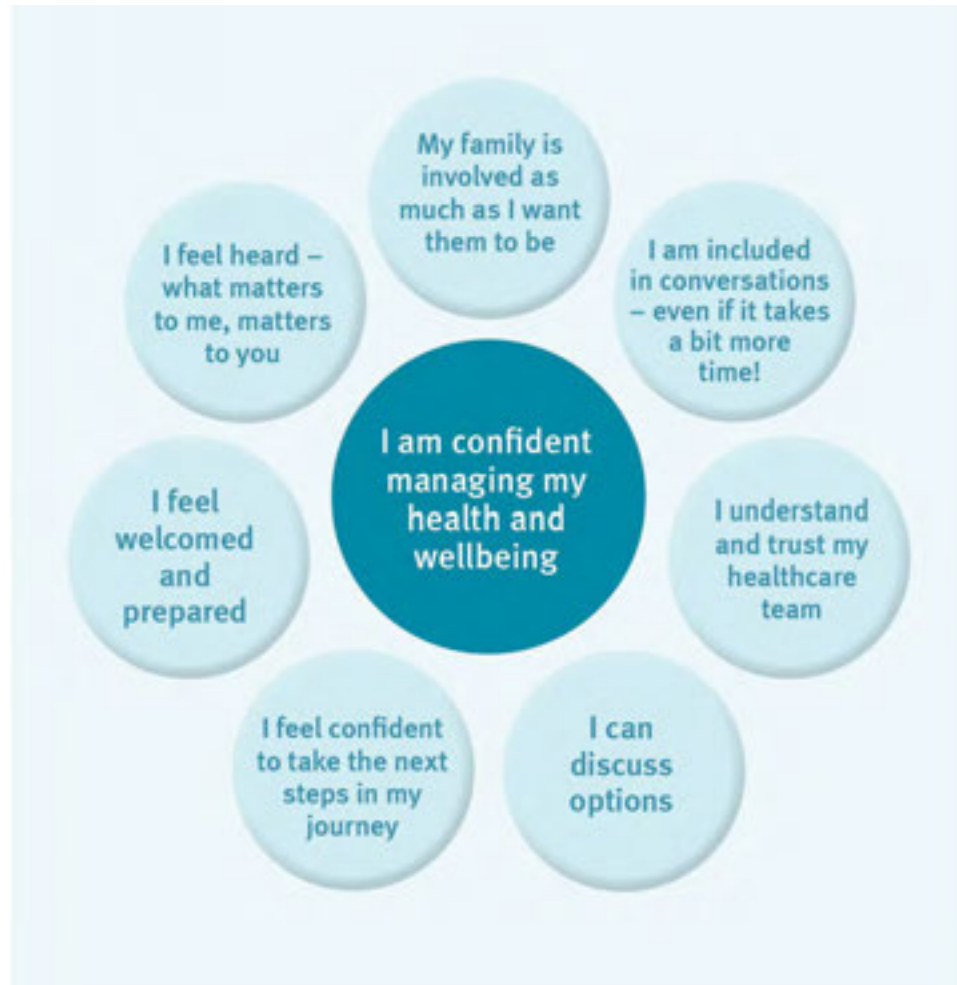 My family is
involved as
much as I want
them to be
I am included
in conversations
– even if it takes
a bit more
time!
I understand
and trust my
healthcare
team
I can
discuss
options
I feel confident
to take the next
steps in my
journey
I feel
welcomed
and
prepared
I feel heard –
what matters
to me, matters
to you
I am confident
managing my
health and
wellbeing